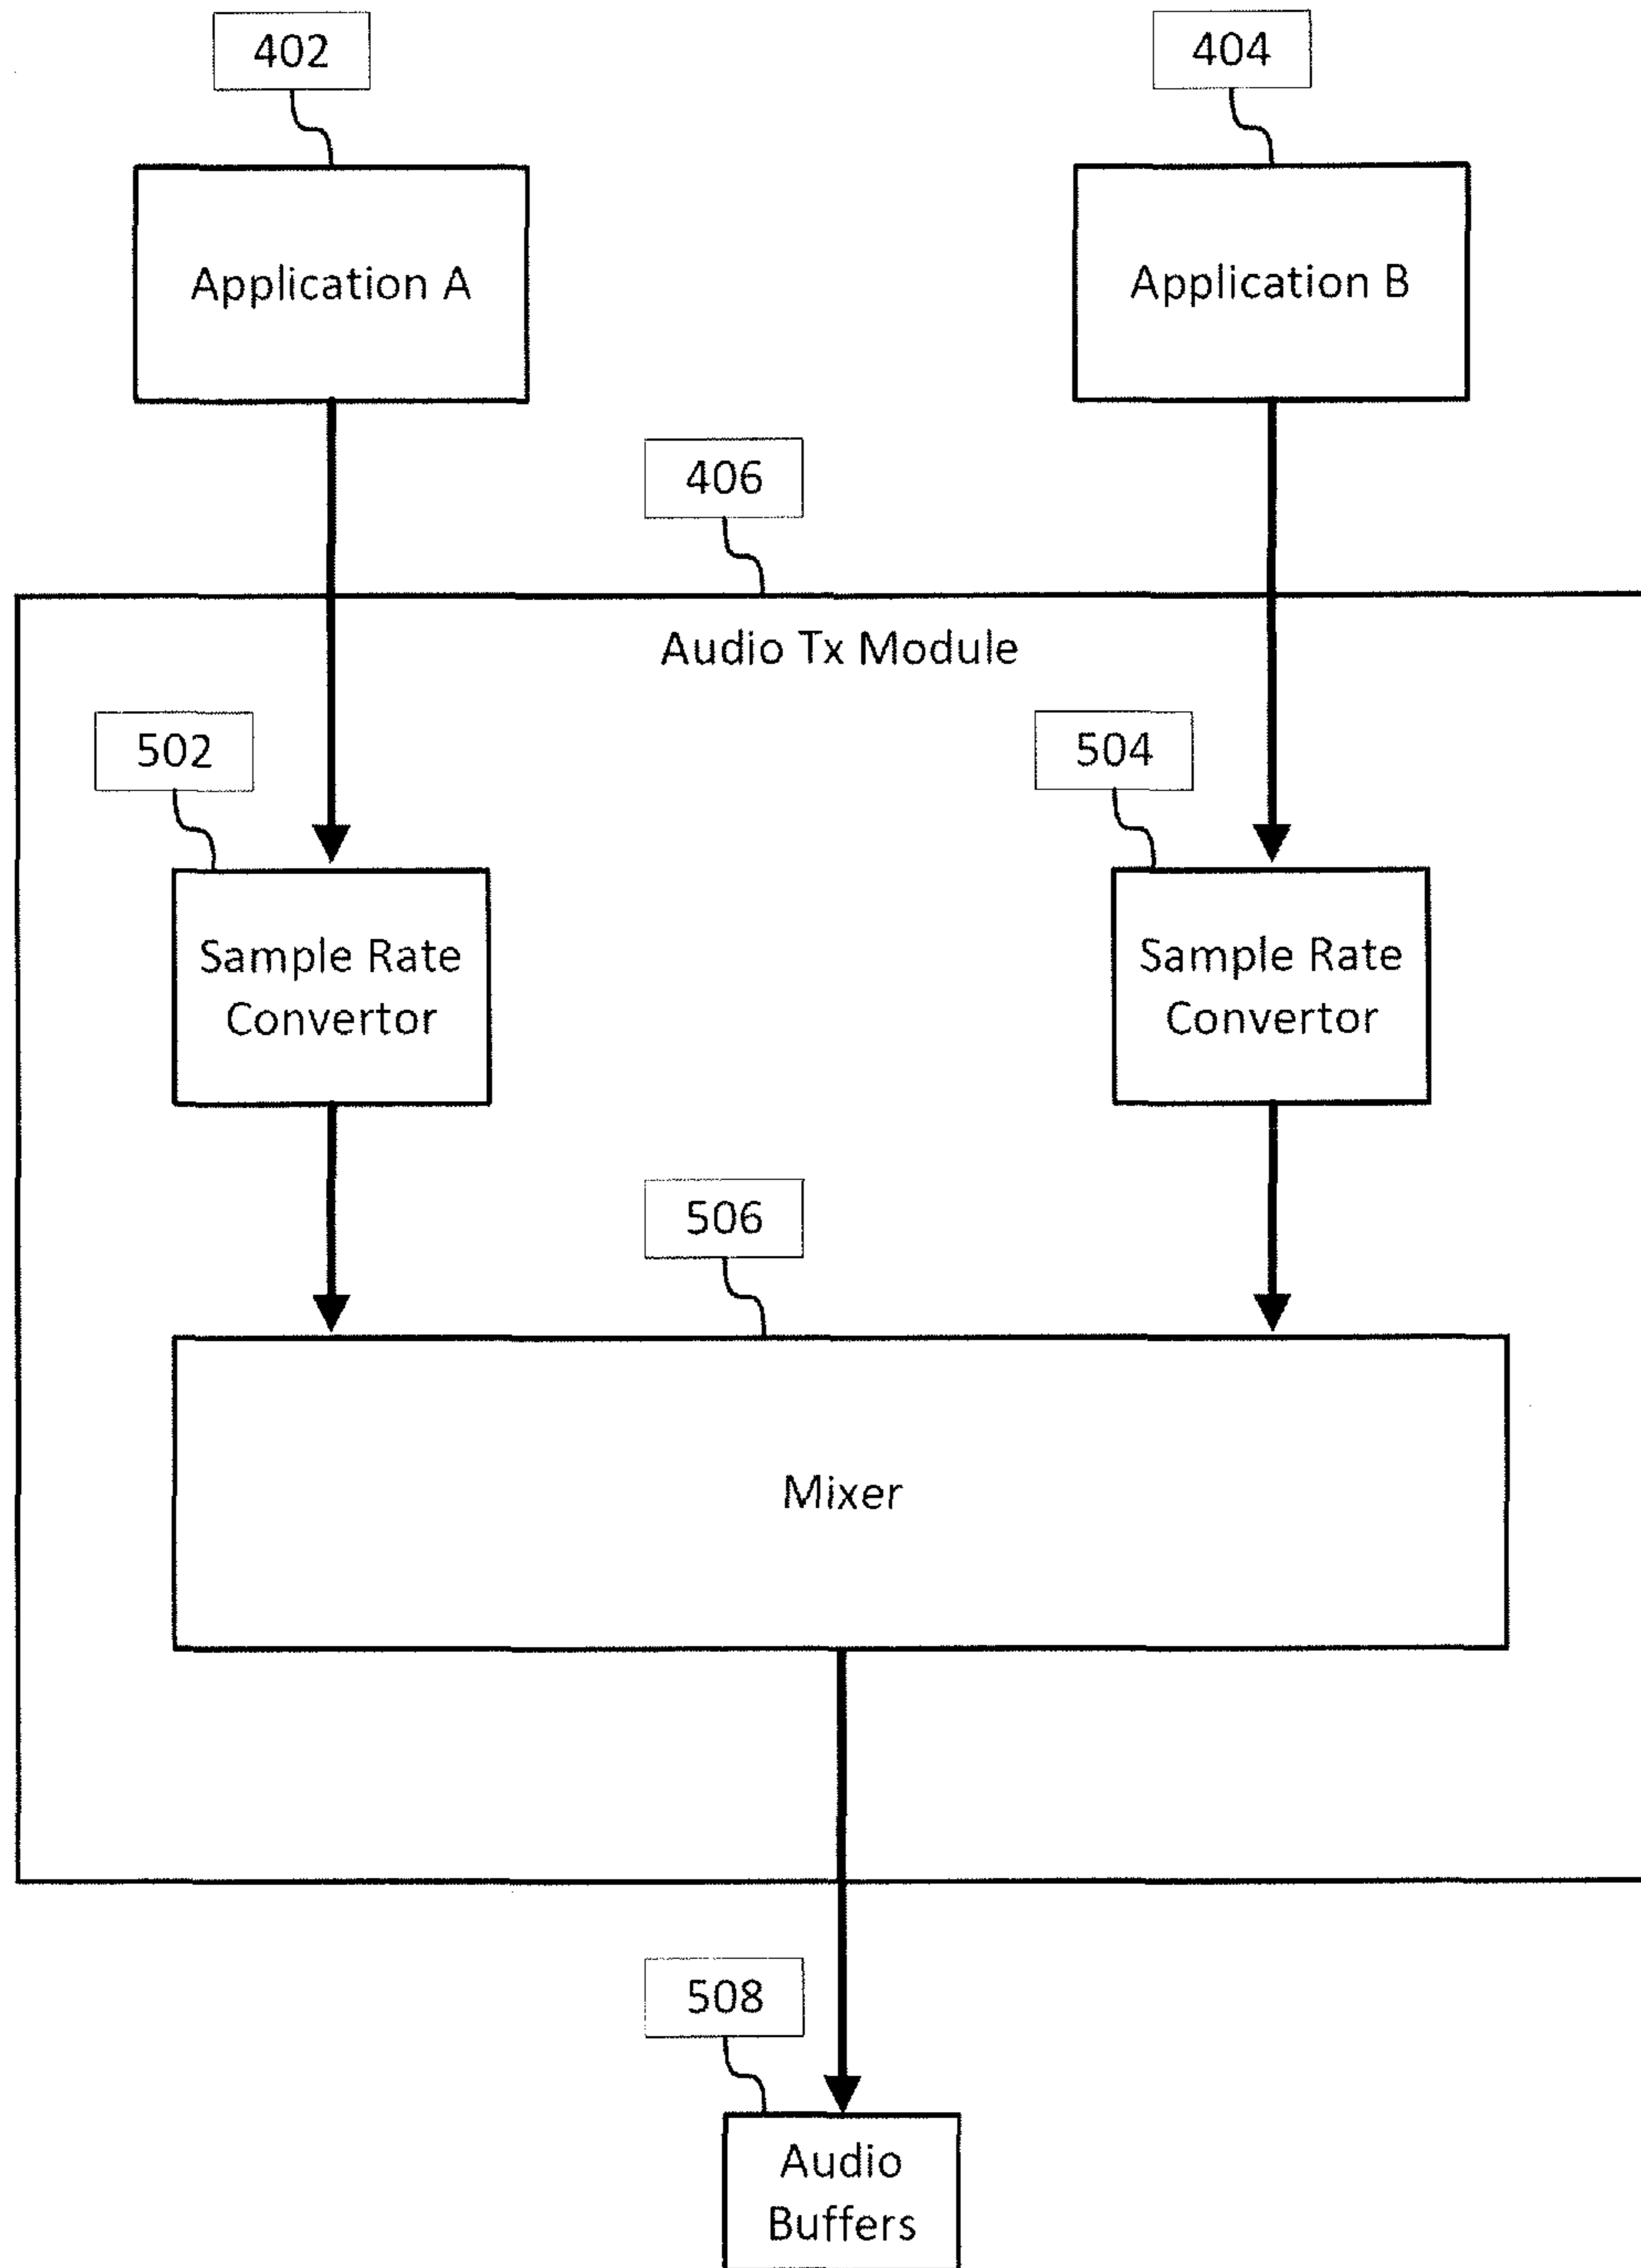 402
404
Application A
Application B
406
Audio Tx Module
502
504
Sample Rate
Convertor
Sample Rate
Convertor
506
Mixer
508
Audio
Buffers